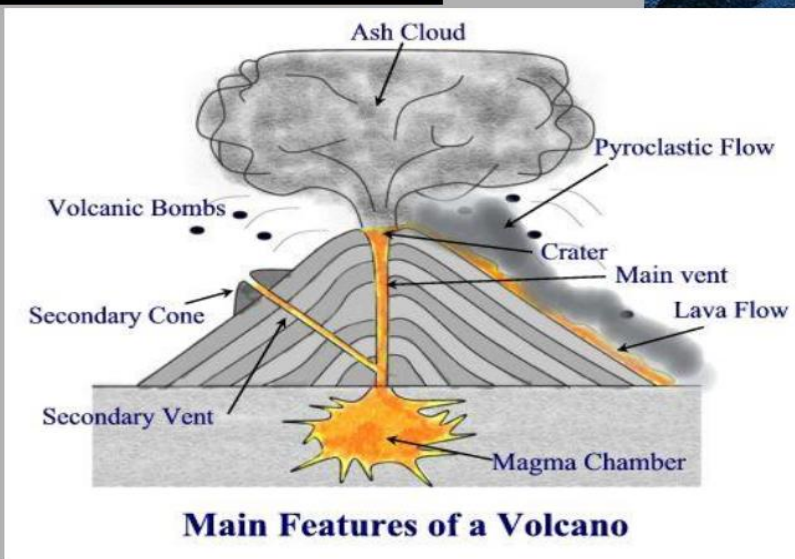 Ash Cloud
Pyroclastic Flow
Volcanic Bombs
Crater
Main vent
Secondary Cone
Lava Flow
Secondary Vent
Magma Chamber
Main Features of a Volcano